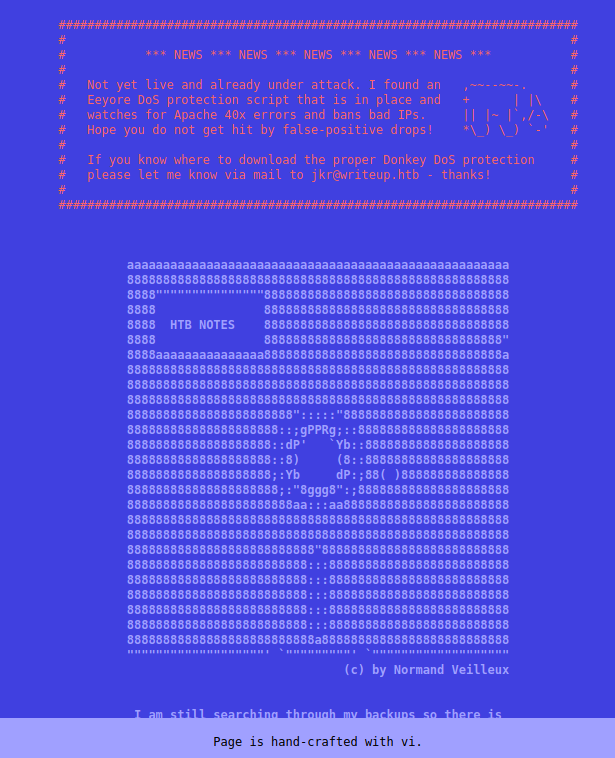 *** NEWS *** NEWS *** NEWS *** NEWS *** NEWS ***
Not yet live and already under attack. I found an
Eeyore DoS protection script that is in place and
watches for Apache 40x errors and bans bad IPs.
Hope you do not get hit by false-positive drops!
If you know where to download the proper Donkey DoS protection
please let me know via mail to jkr@writeup.htb - thanks!
HTB NOTES
(c) by Normand Veilleux
I am still searching through my backups so there is
Page is hand-crafted with vi.